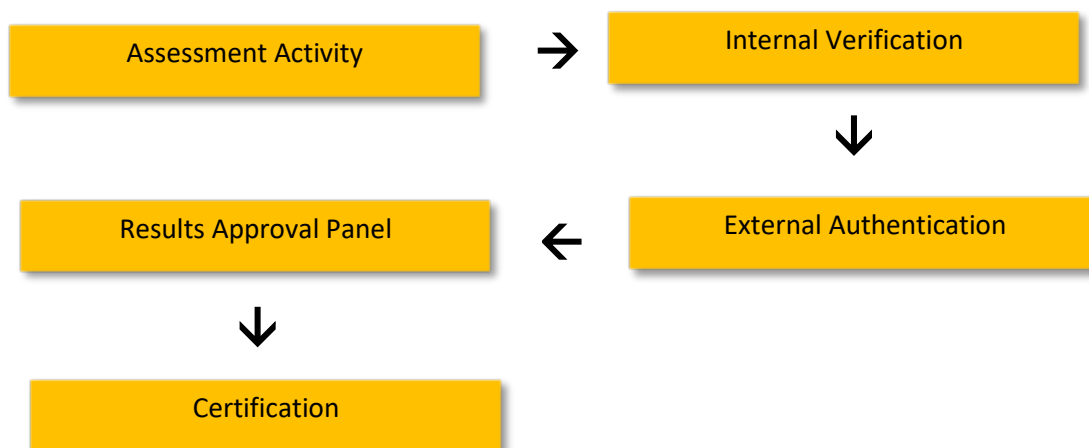 Assessment Activity
Internal Verification
External Authentication
Results Approval Panel
Certification